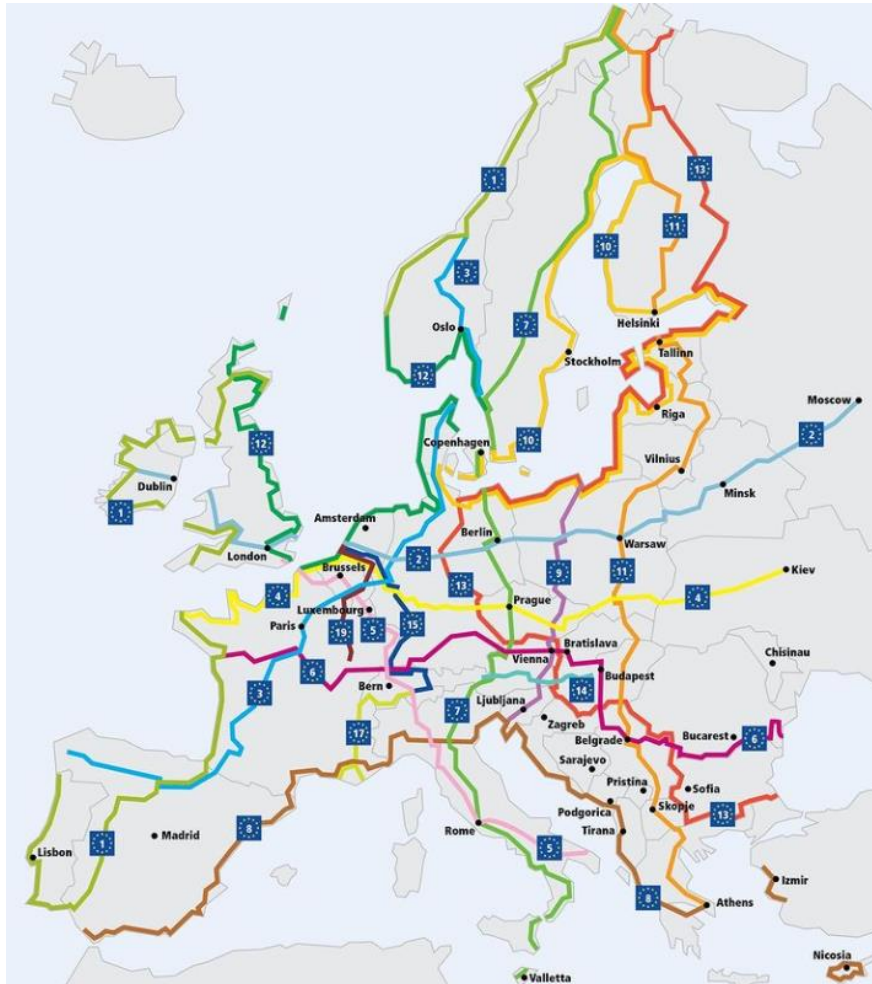 1
13
11
10
3
7
Oslo
Helsinki
12
Stockholm
Tallinn
Riga
Moscow
2
12
10
Copenhagen
Vilnius
Dublin
Minsk
1
Amsterdam
Berlin
London
Warsaw
2
Brussels
9
11
Kiev
13
4
4
Luxembourg
Prague
Paris
19
5
15
Bratislava
Chisinau
Vienna
6
Budapest
Bern
14
3
Ljubljana
7
Zagreb
17
Belgrade
Bucarest
6
Sarajevo
Pristina
Sofia
Skopje
Podgorica
13
Rome
Tirana
Madrid
8
1
Lisbon
5
Izmir
8
Athens
Nicosia
Valletta